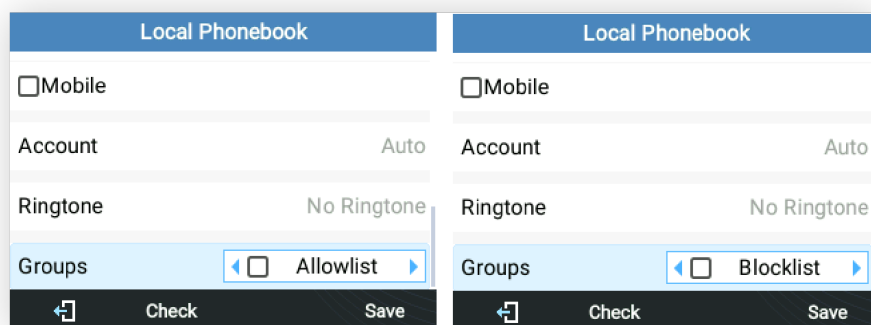 Local Phonebook
Mobile
Account Auto
Ringtone No Ringtone
Groups Allowlist
Check Save
Local Phonebook
Mobile
Account Auto
Ringtone No Ringtone
Groups Blocklist
Check Save